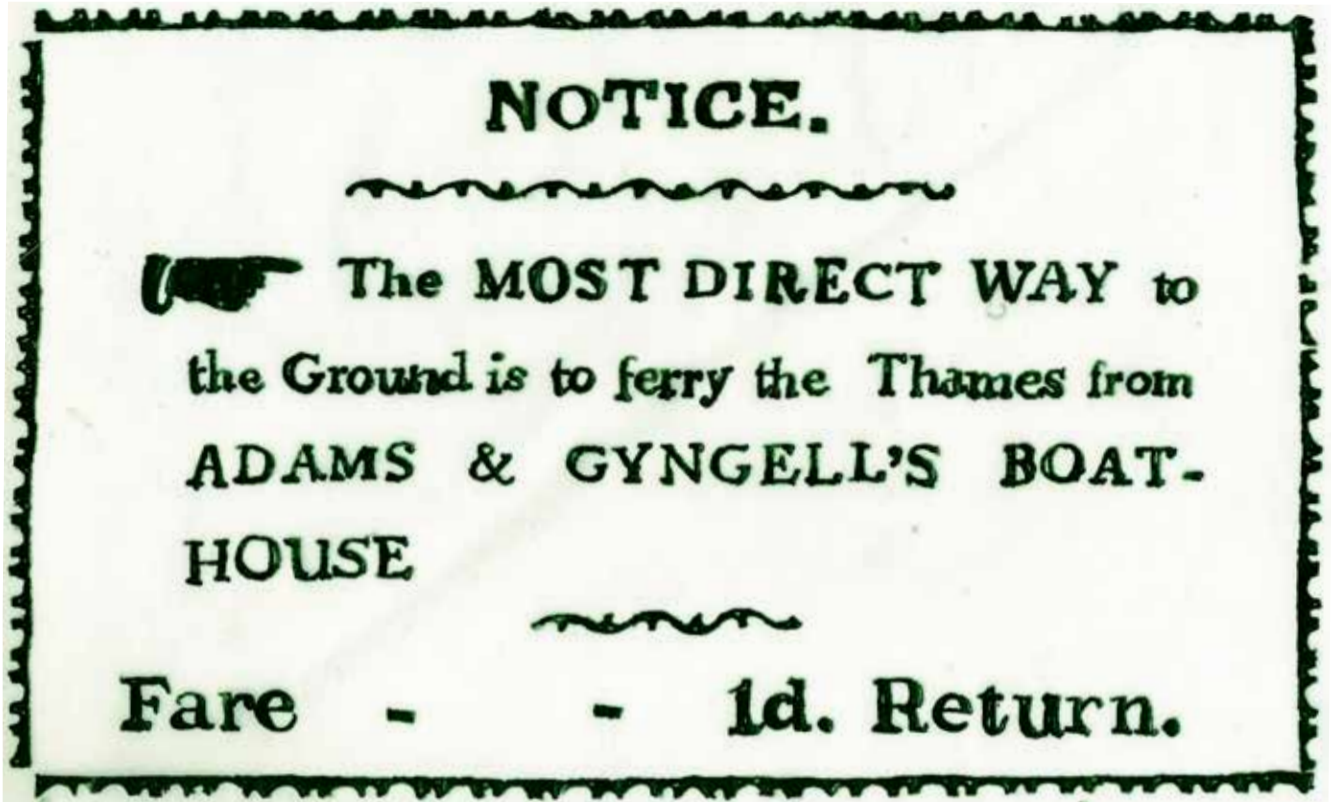 NOTICE.
The MOST DIRECT WAY to
the Ground is to ferry the Thames from
ADAMS & GYNGELL'S BOAT-
HOUSE
Fare - - 1d. Return.